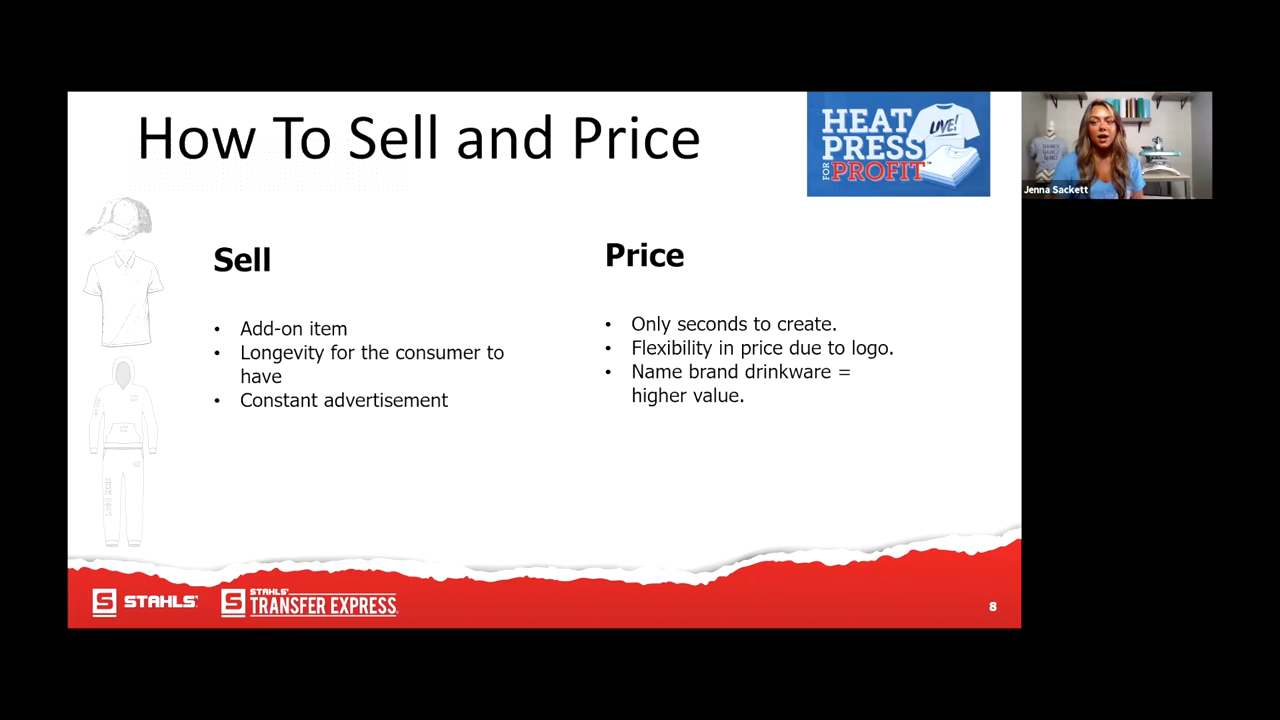 How To Sell and Price
HEAT
PRESS
FOR PROFIT™
LIVE!
Jenna Sackett
Sell
• Add-on item
• Longevity for the consumer to
have
• Constant advertisement
Price
• Only seconds to create.
• Flexibility in price due to logo.
• Name brand drinkware =
higher value.
S STAHLS'
S STAHLS'
TRANSFER EXPRESS
8